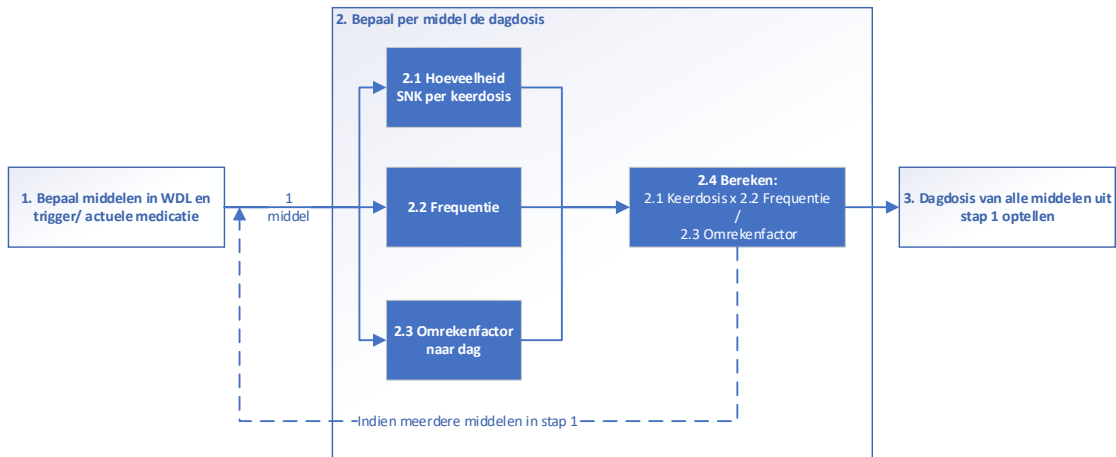 2. Bepaal per middel de dagdosis
2.1 Hoeveelheid
SNK per keerdosis
1. Bepaal middelen in WDL en
trigger/ actuele medicatie
1
middel
2.2 Frequentie
2.4 Bereken:
2.1 Keerdosis x 2.2 Frequentie
/
2.3 Omrekenfactor
3. Dagdosis van alle middelen uit
stap 1 optellen
2.3 Omrekenfactor
naar dag
Indien meerdere middelen in stap 1